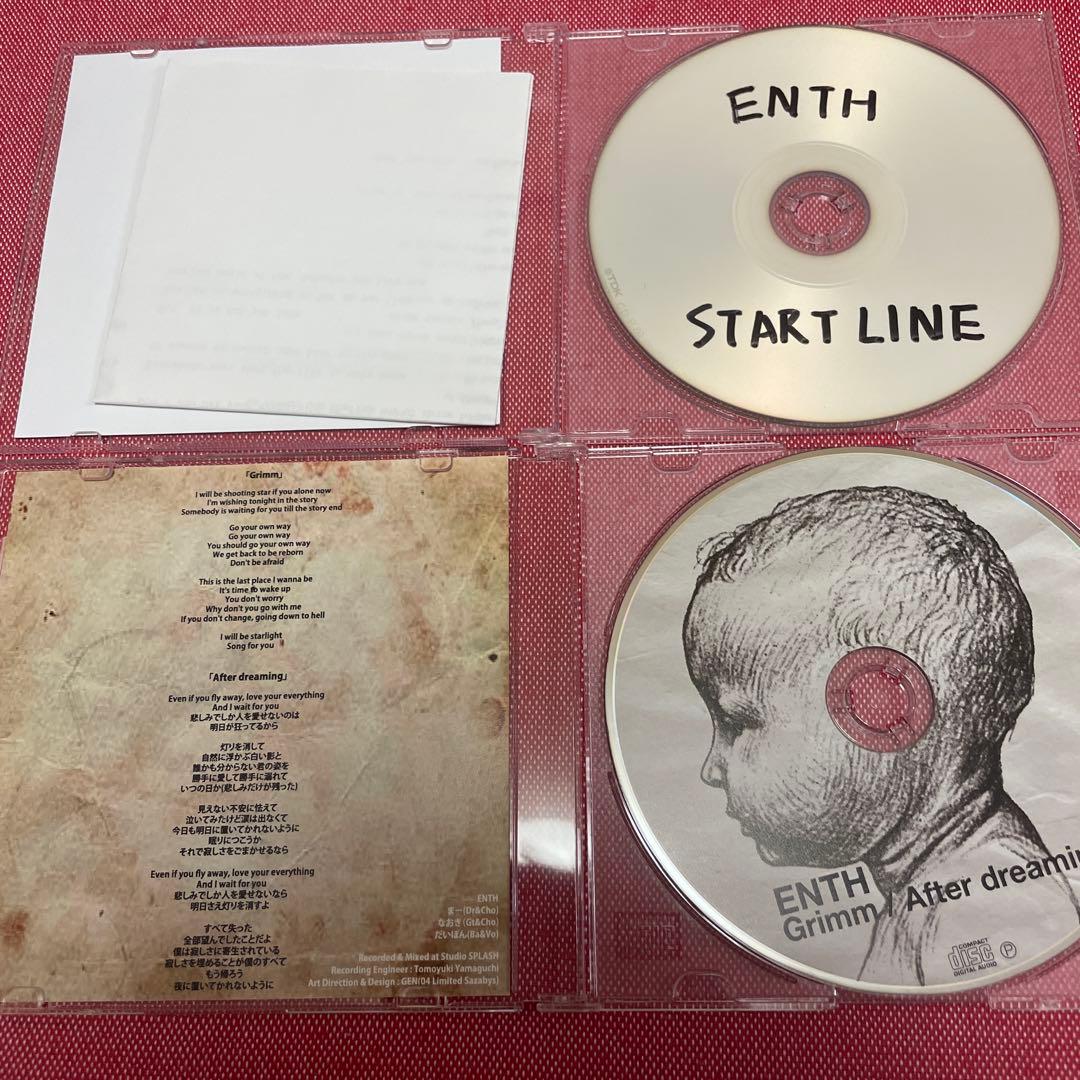 ENTH
START LINE
TDK
「Grimm」
I will be shooting star if you alone now
I'm wishing tonight in the story
Somebody is waiting for you till the story end
Go your own way
Go your own way
You should go your own way
We get back to be reborn
Don't be afraid
This is the last place I wanna be
It's time to wake up
You don't worry
Why don't you go with me
If you don't change, going down to hell
I will be starlight
Song for you
「After dreaming」
Even if you fly away, love your everything
And I wait for you
悲しみでしか人を愛せないのは
明日が狂ってるから
灯りを消して
自然に浮かぶ白い影と
誰かも分からない君の姿を
勝手に愛して勝手に溺れて
いつの日か(悲しみだけが残った)
見えない不安に怯えて
泣いてみたけど涙は出なくて
今日も明日に置いてかれないように
眠りにつこうか
それで寂しさをごまかせるなら
Even if you fly away, love your everything
And I wait for you
悲しみでしか人を愛せないなら
明日さえ灯りを消すよ
すべて失った
全部望んでしたことだよ
僕は寂しさに寄生されている
寂しさを埋めることが僕のすべて
もう帰ろう
夜に置いてかれないように
ENTH
まー(Dr&Cho)
なおき(Gt&Cho)
だいぽん(Ba&Vo)
Recorded & Mixed at Studio SPLASH
Recording Engineer : Tomoyuki Yamaguchi
Art Direction & Design : GEN(04 Limited Sazabys)
ENTH
Grimm / After dreamin
COMPACT
disc
DIGITAL AUDIO
Ⓟ